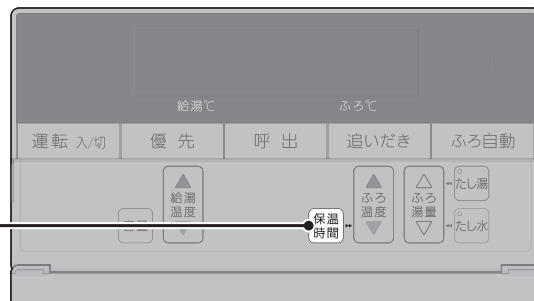 給湯℃ ふろ℃
運転 入/切 優先 呼出 追いだき ふろ自動
給湯
温度
保温
時間
ふろ
温度
ふろ
湯量
たし湯
たし水
音量